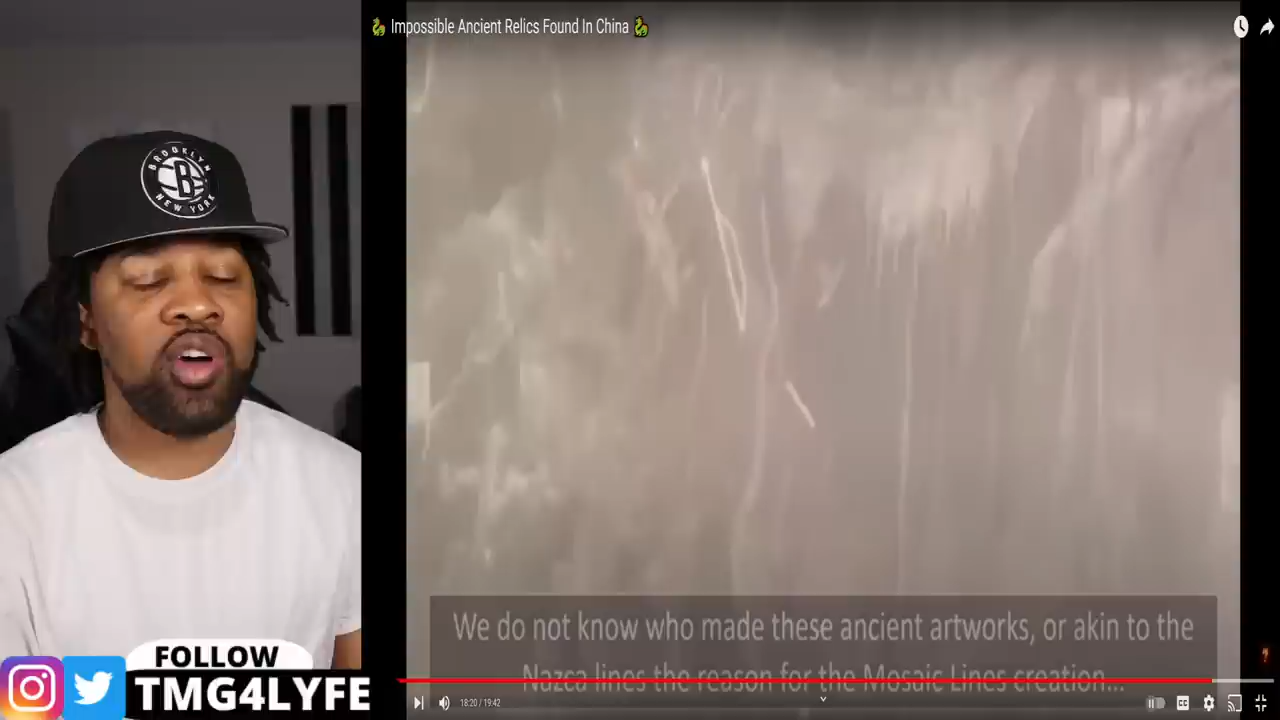 🐉 Impossible Ancient Relics Found In China 🐉
BROOKLYN
B
NEW YORK
We do not know who made these ancient artworks, or akin to the
Nazca lines the reason for the Mosaic Lines creation...
FOLLOW
TMG4LYFE
18:20 / 19:42
CC
?